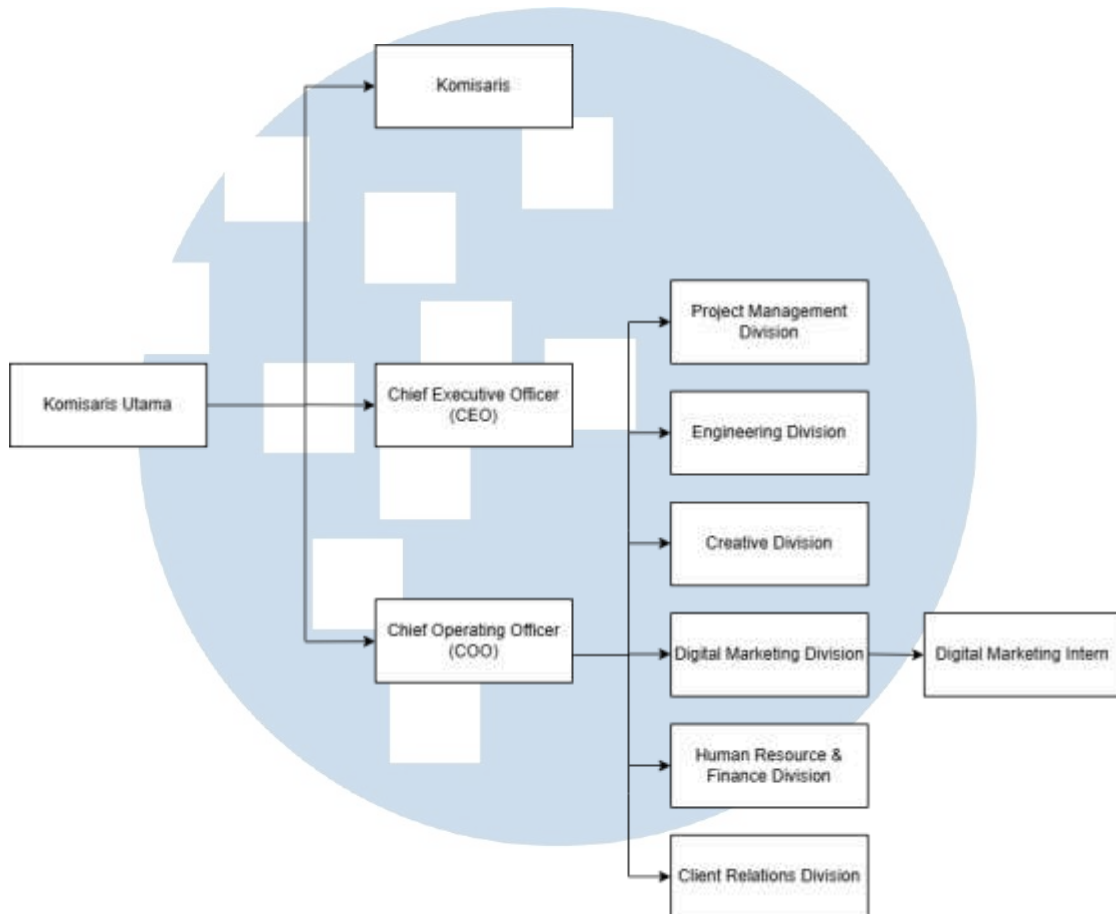 Komisaris
Project Management
Division
Komisaris Utama
Chief Executive Officer
(CEO)
Engineering Division
Creative Division
Chief Operating Officer
(COO)
Digital Marketing Division
Digital Marketing Intern
Human Resource &
Finance Division
Client Relations Division